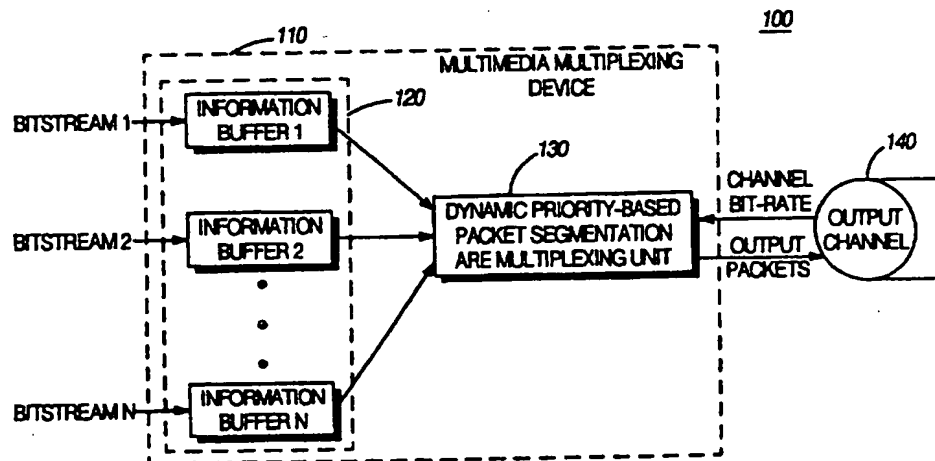 100
110
MULTIMEDIA MULTIPLEXING
DEVICE
120
BITSTREAM 1
INFORMATION
BUFFER 1
130
140
CHANNEL
BIT-RATE
DYNAMIC PRIORITY-BASED
PACKET SEGMENTATION
ARE MULTIPLEXING UNIT
OUTPUT
CHANNEL
OUTPUT
PACKETS
BITSTREAM 2
INFORMATION
BUFFER 2
BITSTREAM N
INFORMATION
BUFFER N